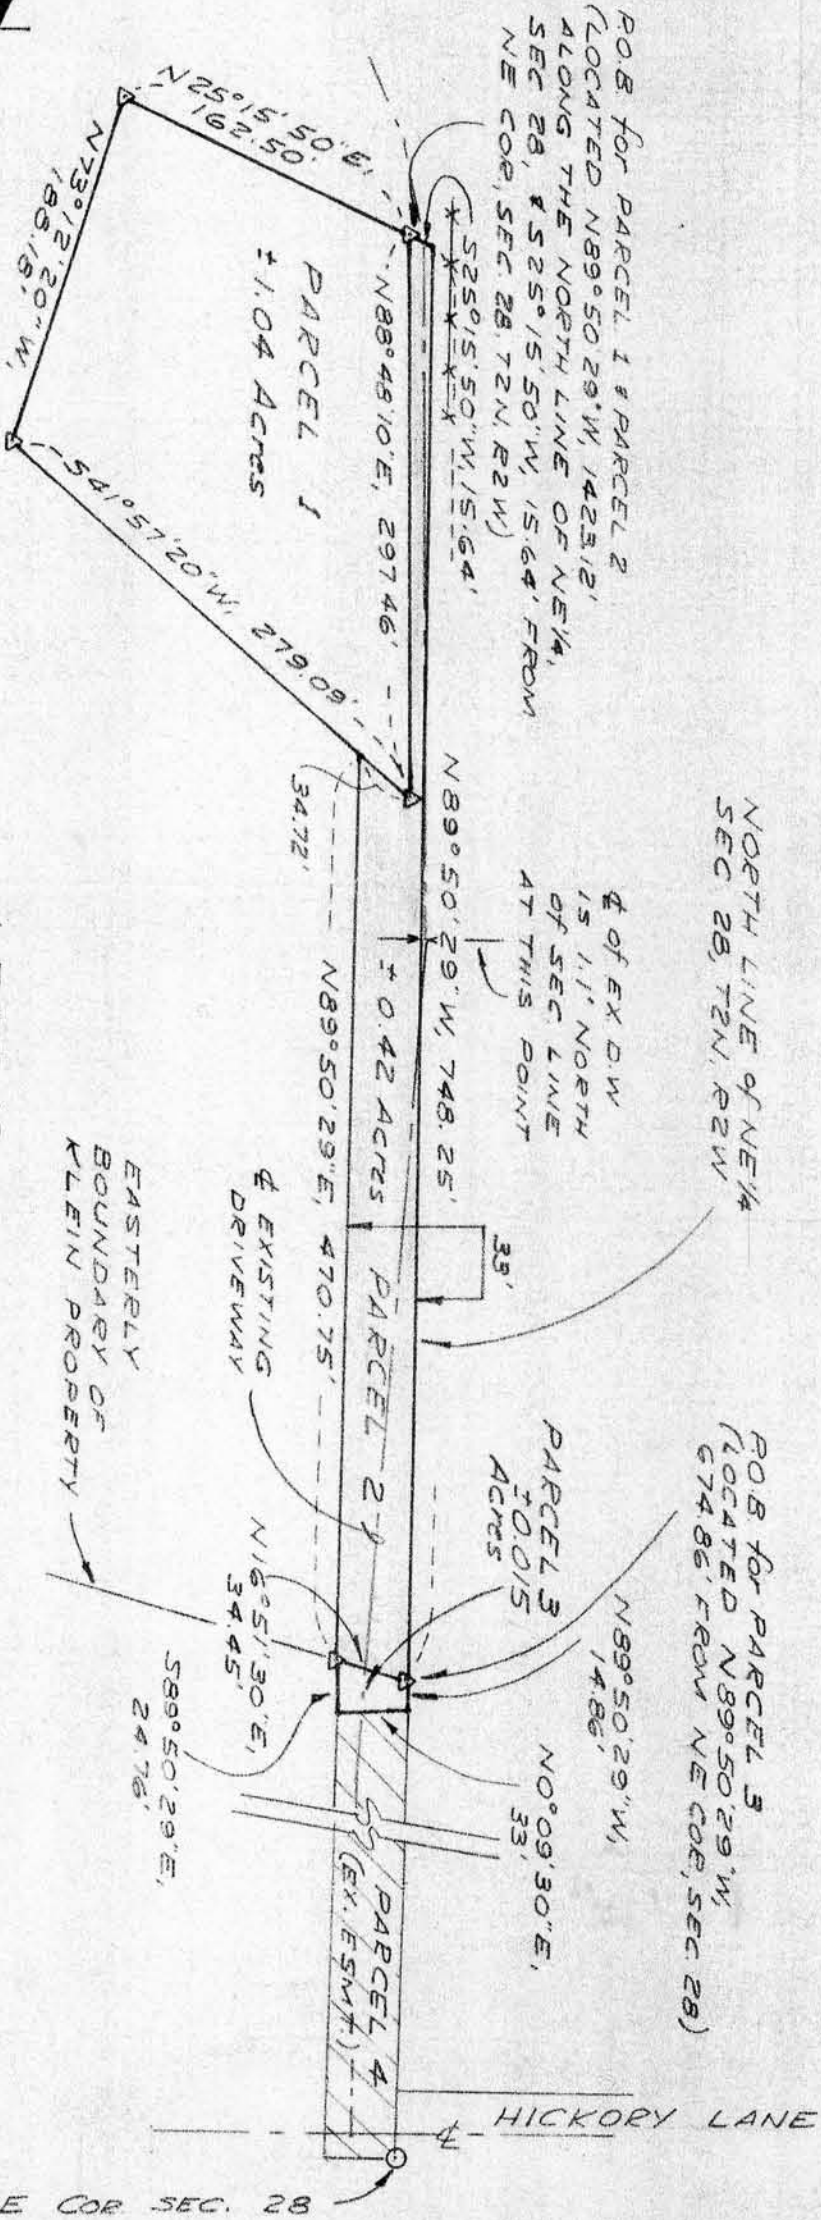 P.O.B for PARCEL 1 & PARCEL 2
(LOCATED N89°50'29"W, 1423.12'
ALONG THE NORTH LINE OF NE1/4,
SEC 28, & S25°15'50"W, 15.64' FROM
NE COR, SEC. 28, T2N, R2W)
S25°15'50"W, 15.64'
x-x-x-x-x
N25°15'50"E,
162.50'
N73°12'20"W,
188.18'
S41°57'20"W, 279.09'
N88°48'10"E, 297.46'
PARCEL 1
±1.04 Acres
34.72'
NORTH LINE of NE1/4
SEC 28, T2N, R2W
℄ of EX D.W
IS 1.1' NORTH
of SEC. LINE
AT THIS POINT
N89°50'29"W, 748.25'
± 0.42 Acres PARCEL 2
33'
N89°50'29"E, 470.75'
℄ EXISTING
DRIVEWAY
EASTERLY
BOUNDARY OF
KLEIN PROPERTY
P.O.B for PARCEL 3
(LOCATED N89°50'29"W,
674.86' FROM NE COR, SEC 28)
PARCEL 3
±0.015
Acres
N89°50'29"W,
14.86'
N0°09'30"E,
33'
N16°51'30"E,
34.45'
S89°50'29"E,
24.76'
PARCEL 4
(EX. ESM'T.)
℄
HICKORY LANE
E COR SEC. 28